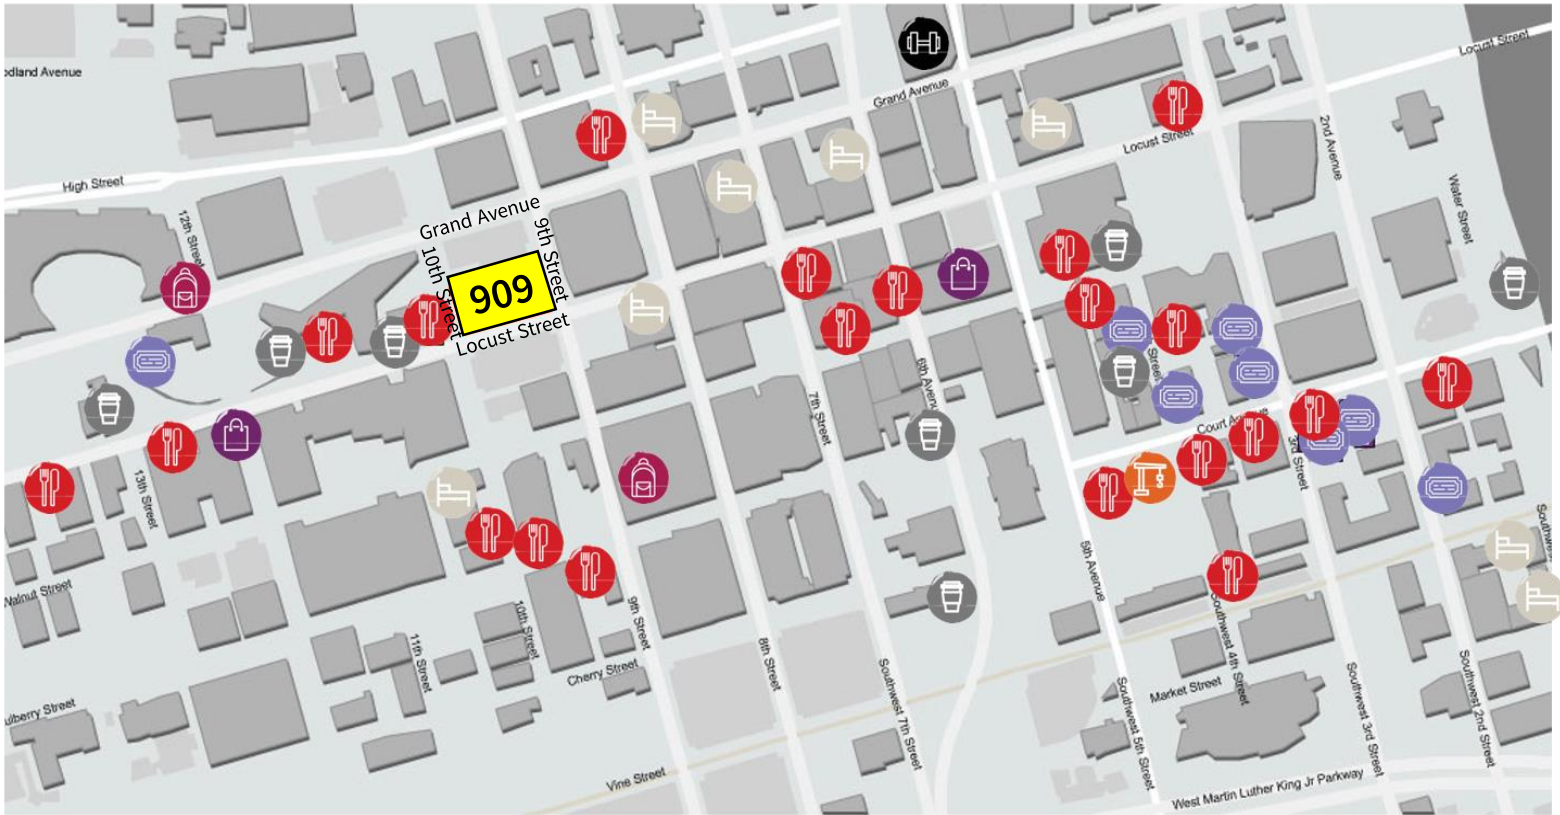 odland Avenue
Locust Street
Grand Avenue
2nd Avenue
Locust Street
High Street
12th Street
Water Street
Grand Avenue
10th Street
909
9th Street
Locust Street
Street
6th Avenu
7th Street
Court Avenue
3rd Street
13th Street
Walnut Street
5th Avenue
Southwes
10th Street
9th Street
11th Street
8th Street
Cherry Street
Southwest 4th Street
Market Street
Southwest 7th Street
Southwest 5th Street
Southwest 3rd Street
Southwest 2nd Street
ulberry Street
Vine Street
West Martin Luther King Jr Parkway